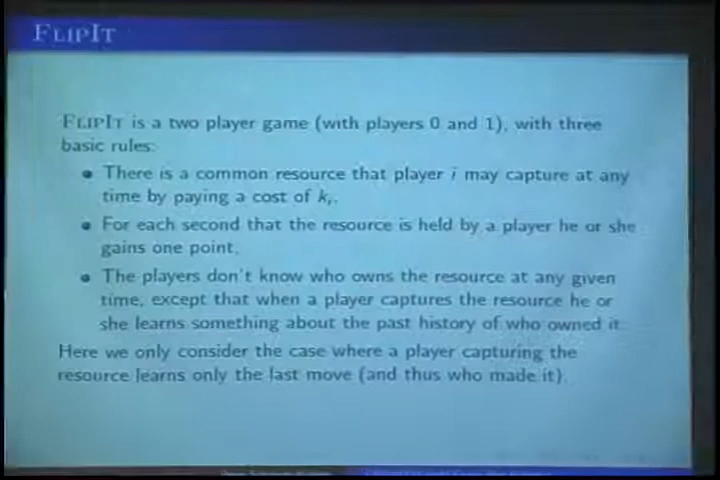 FLIPIT
FLIPIT is a two player game (with players 0 and 1), with three
basic rules:
• There is a common resource that player i may capture at any
time by paying a cost of kᵢ.
• For each second that the resource is held by a player he or she
gains one point.
• The players don't know who owns the resource at any given
time, except that when a player captures the resource he or
she learns something about the past history of who owned it.
Here we only consider the case where a player capturing the
resource learns only the last move (and thus who made it).